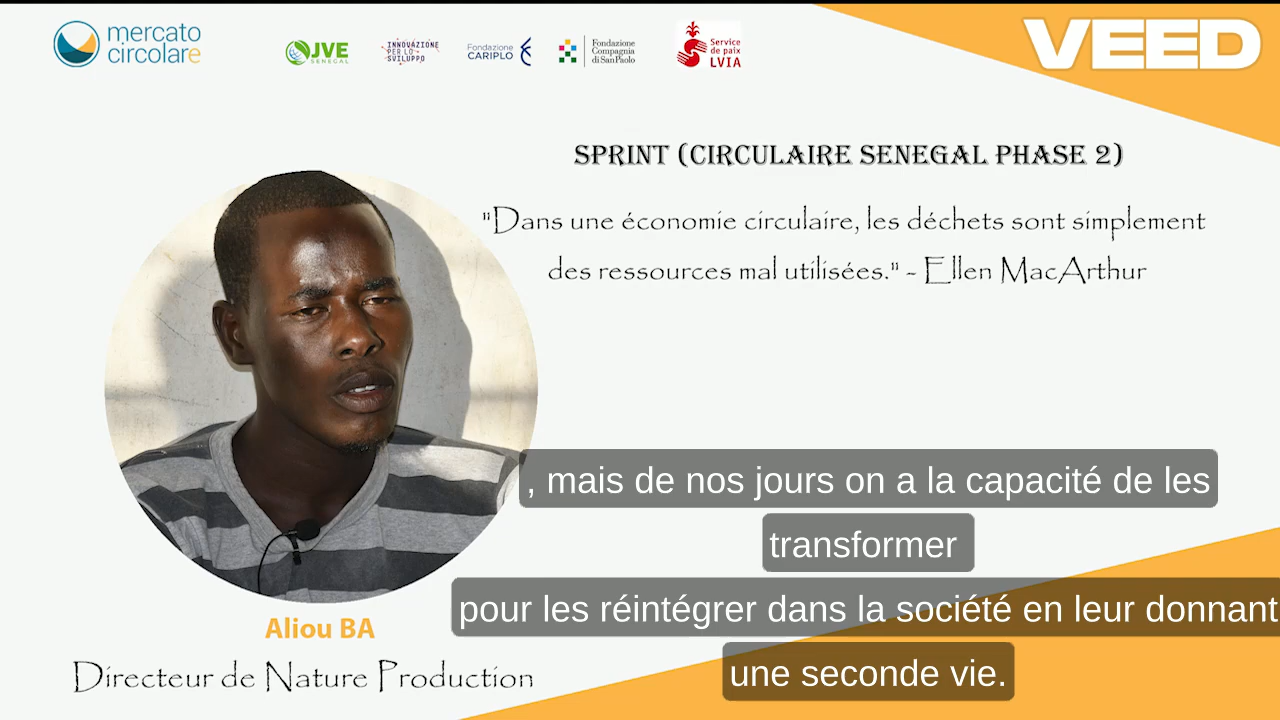 mercato
circolare
JVE
SENEGAL
INNOVAZIONE
PER LO
SVILUPPO
Fondazione
CARIPLO
Fondazione
Compagnia
di San Paolo
Service
de paix
LVIA
VEED
SPRINT (CIRCULAIRE SENEGAL PHASE 2)
"Dans une économie circulaire, les déchets sont simplement
des ressources mal utilisées." - Ellen MacArthur
, mais de nos jours on a la capacité de les
transformer
pour les réintégrer dans la société en leur donnant
une seconde vie.
Aliou BA
Directeur de Nature Production